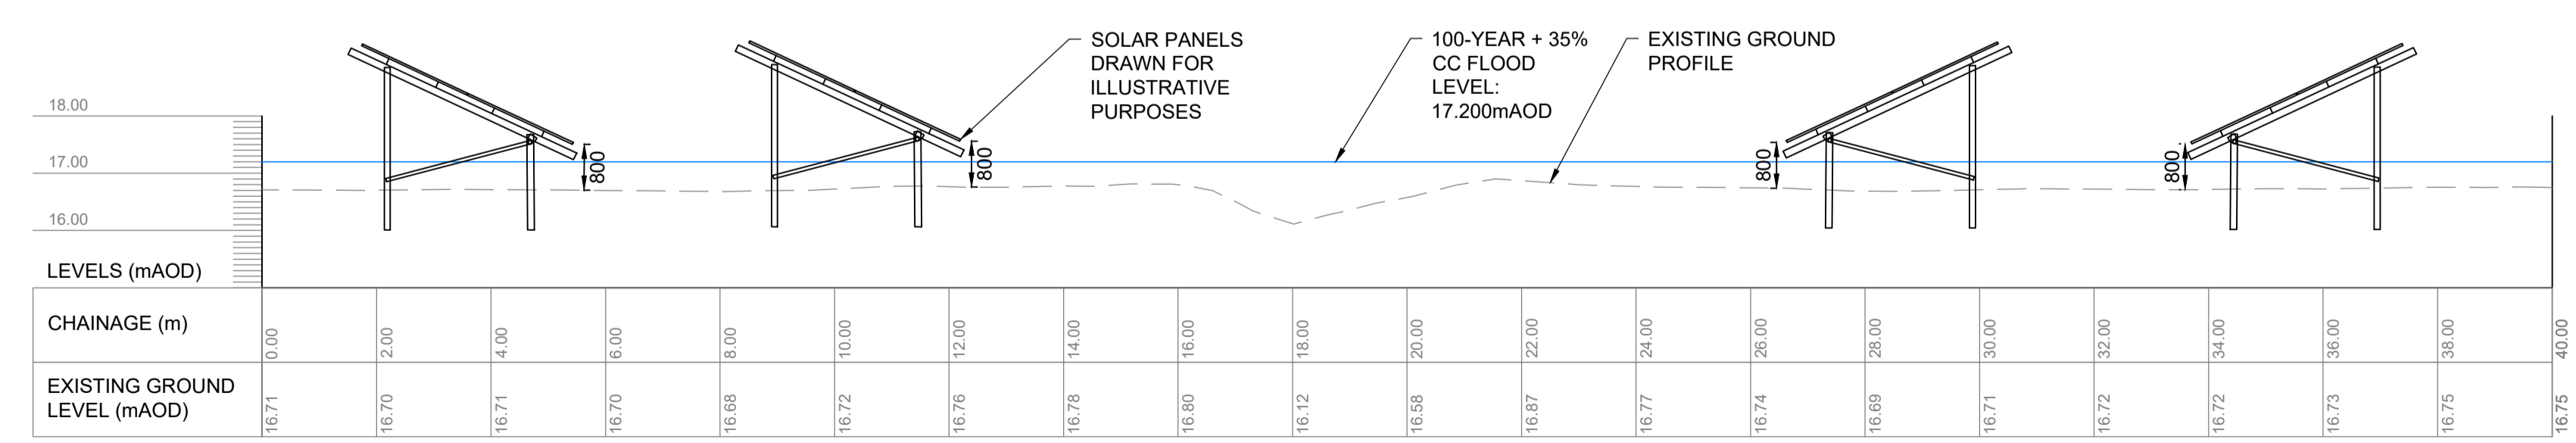 SOLAR PANELS
DRAWN FOR
ILLUSTRATIVE
PURPOSES
100-YEAR + 35%
CC FLOOD
LEVEL:
17.200mAOD
EXISTING GROUND
PROFILE
18.00
17.00
16.00
800
800
800
800
LEVELS (mAOD)
CHAINAGE (m)
0.00 2.00 4.00 6.00 8.00 10.00 12.00 14.00 16.00 18.00 20.00 22.00 24.00 26.00 28.00 30.00 32.00 34.00 36.00 38.00 40.00
EXISTING GROUND
LEVEL (mAOD)
16.71 16.70 16.71 16.70 16.68 16.72 16.76 16.78 16.80 16.12 16.58 16.87 16.77 16.74 16.69 16.71 16.72 16.72 16.73 16.75 16.75